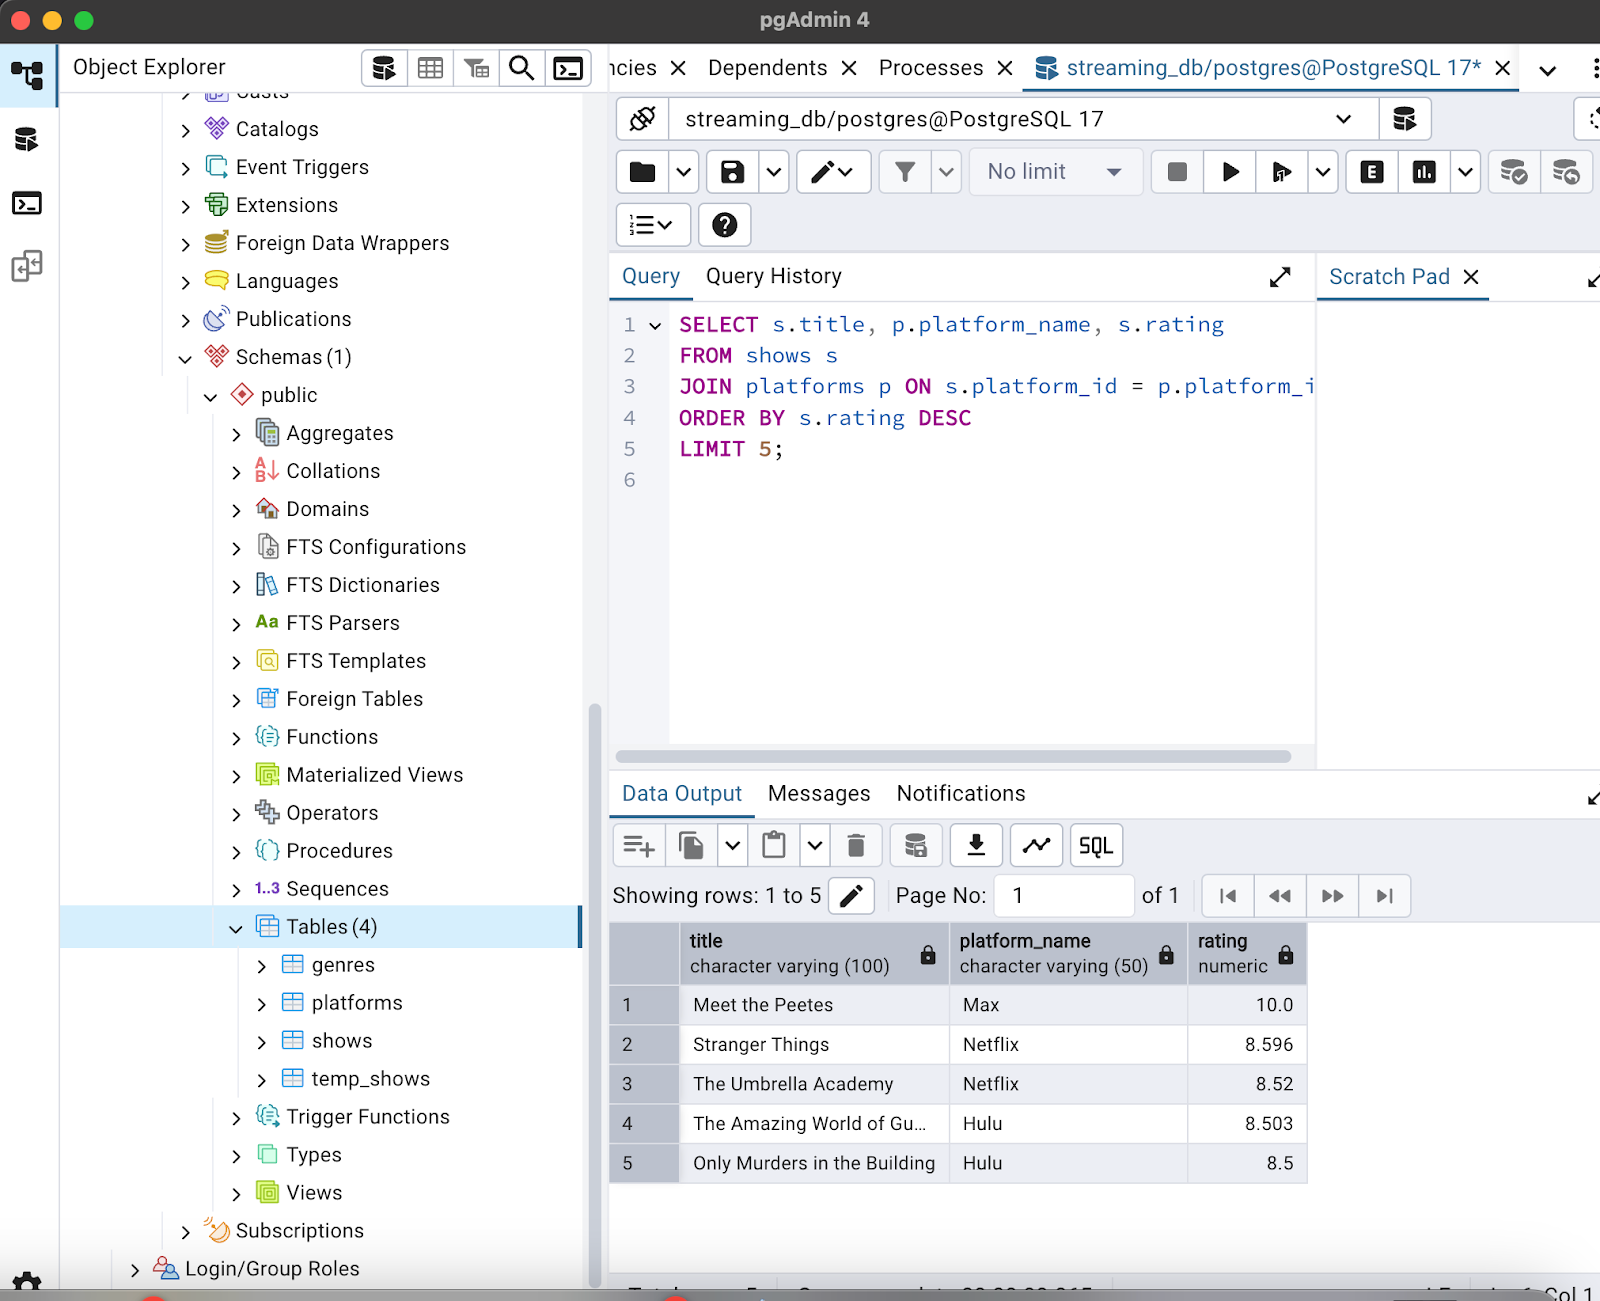 pgAdmin 4
Object Explorer
Casts
Catalogs
Event Triggers
Extensions
Foreign Data Wrappers
Languages
Publications
Schemas (1)
public
Aggregates
Collations
Domains
FTS Configurations
FTS Dictionaries
Aa FTS Parsers
FTS Templates
Foreign Tables
Functions
Materialized Views
Operators
Procedures
1..3 Sequences
Tables (4)
genres
platforms
shows
temp_shows
Trigger Functions
Types
Views
Subscriptions
Login/Group Roles
ncies Dependents Processes streaming_db/postgres@PostgreSQL 17*
streaming_db/postgres@PostgreSQL 17
No limit E
Query Query History Scratch Pad
1 SELECT s.title, p.platform_name, s.rating
2 FROM shows s
3 JOIN platforms p ON s.platform_id = p.platform_i
4 ORDER BY s.rating DESC
5 LIMIT 5;
6
Data Output Messages Notifications
SQL
Showing rows: 1 to 5 Page No: 1 of 1
title platform_name rating
character varying (100) character varying (50) numeric
1 Meet the Peetes Max 10.0
2 Stranger Things Netflix 8.596
3 The Umbrella Academy Netflix 8.52
4 The Amazing World of Gu... Hulu 8.503
5 Only Murders in the Building Hulu 8.5